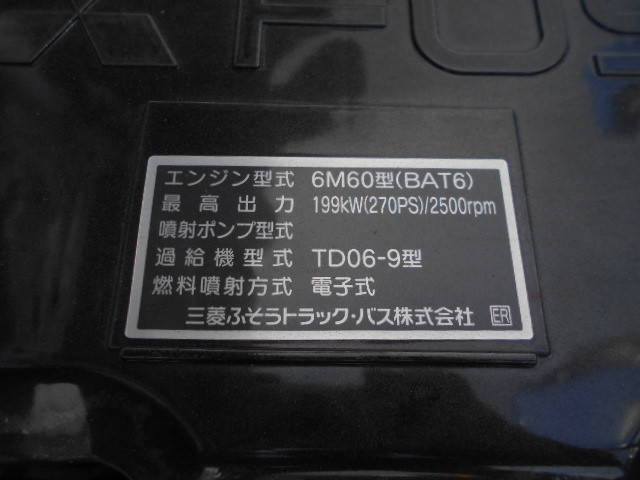 FUS
エンジン型式 6M60型(BAT6)
最高出力 199kW(270PS)/2500rpm
噴射ポンプ型式
過給機型式 TD06-9型
燃料噴射方式 電子式
三菱ふそうトラック・バス株式会社 ER